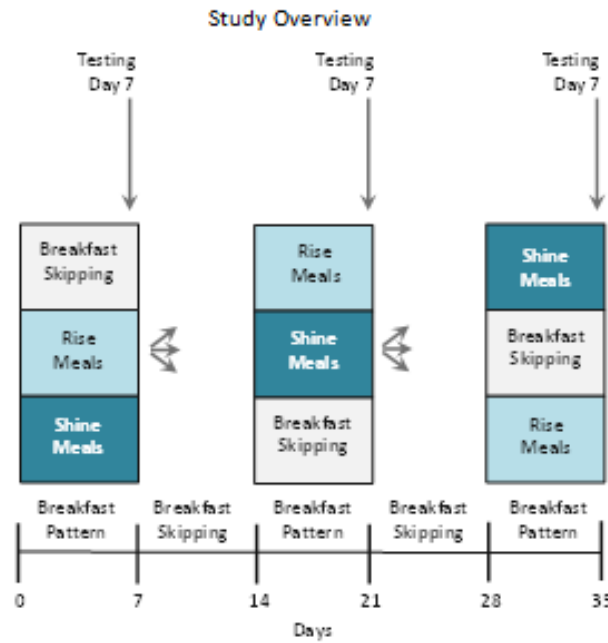 Study Overview
Testing
Day 7
Testing
Day 7
Testing
Day 7
Breakfast
Skipping
Rise
Meals
Shine
Meals
Rise
Meals
Shine
Meals
Breakfast
Skipping
Shine
Meals
Breakfast
Skipping
Rise
Meals
Breakfast
Pattern
Breakfast
Skipping
Breakfast
Pattern
Breakfast
Skipping
Breakfast
Pattern
0 7 14 21 28 35
Days